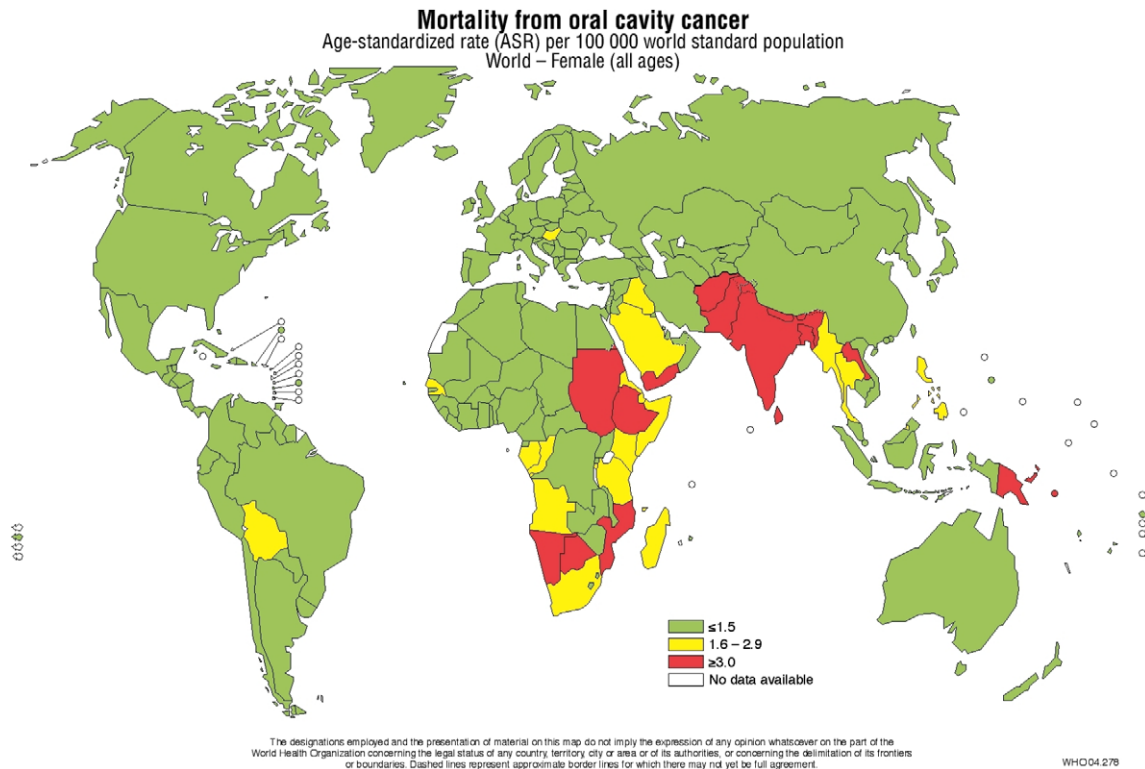 Mortality from oral cavity cancer
Age-standardized rate (ASR) per 100 000 world standard population
World – Female (all ages)
≤1.5
1.6 – 2.9
≥3.0
No data available
The designations employed and the presentation of material on this map do not imply the expression of any opinion whatsoever on the part of the
World Health Organization concerning the legal status of any country, territory, city or area or of its authorities, or concerning the delimitation of its frontiers
or boundaries. Dashed lines represent approximate border lines for which there may not yet be full agreement.
WHO 04.278